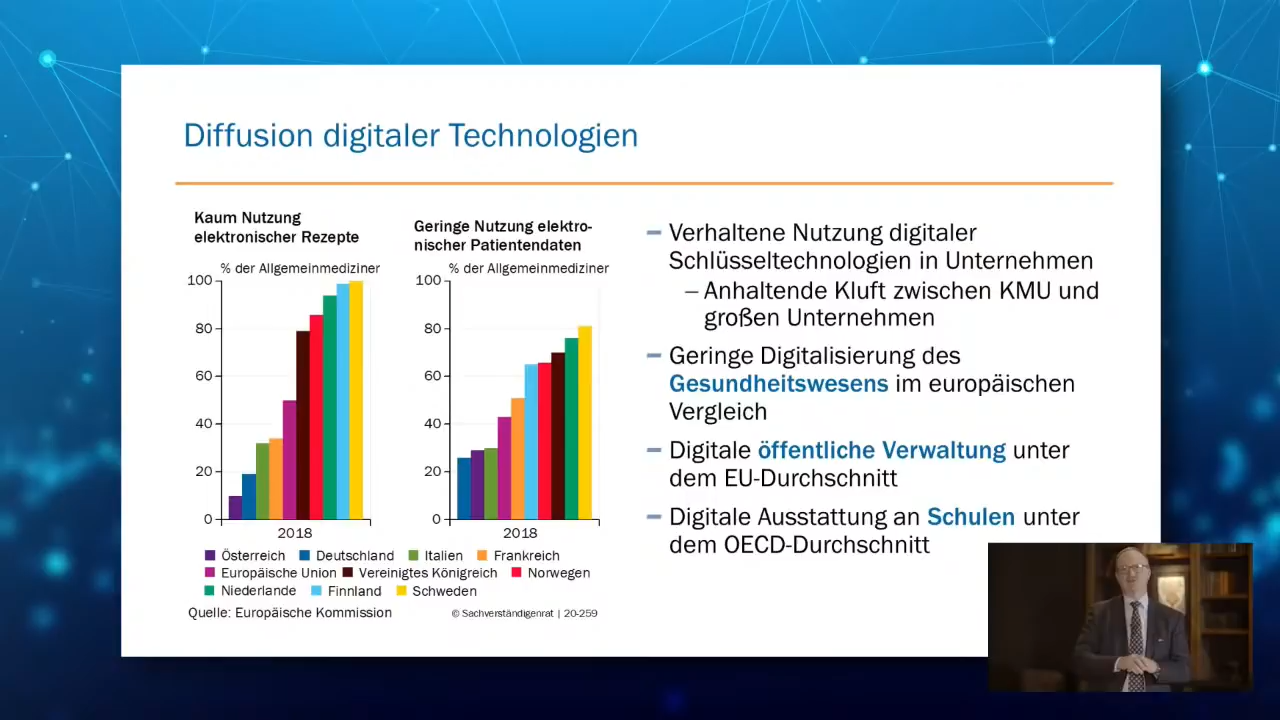 Diffusion digitaler Technologien
Kaum Nutzung
elektronischer Rezepte
% der Allgemeinmediziner
100
80
60
40
20
0
2018
Geringe Nutzung elektro-
nischer Patientendaten
% der Allgemeinmediziner
100
80
60
40
20
0
2018
Österreich Deutschland Italien Frankreich
Europäische Union Vereinigtes Königreich Norwegen
Niederlande Finnland Schweden
Quelle: Europäische Kommission © Sachverständigenrat | 20-259
– Verhaltene Nutzung digitaler
Schlüsseltechnologien in Unternehmen
– Anhaltende Kluft zwischen KMU und
großen Unternehmen
– Geringe Digitalisierung des
Gesundheitswesens im europäischen
Vergleich
– Digitale öffentliche Verwaltung unter
dem EU-Durchschnitt
– Digitale Ausstattung an Schulen unter
dem OECD-Durchschnitt